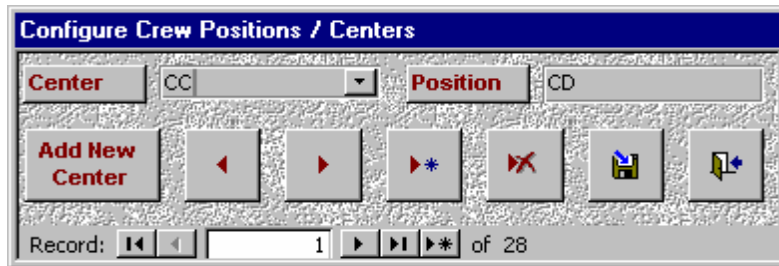 Configure Crew Positions / Centers
Center CC Position CD
Add New
Center
Record: 1 of 28